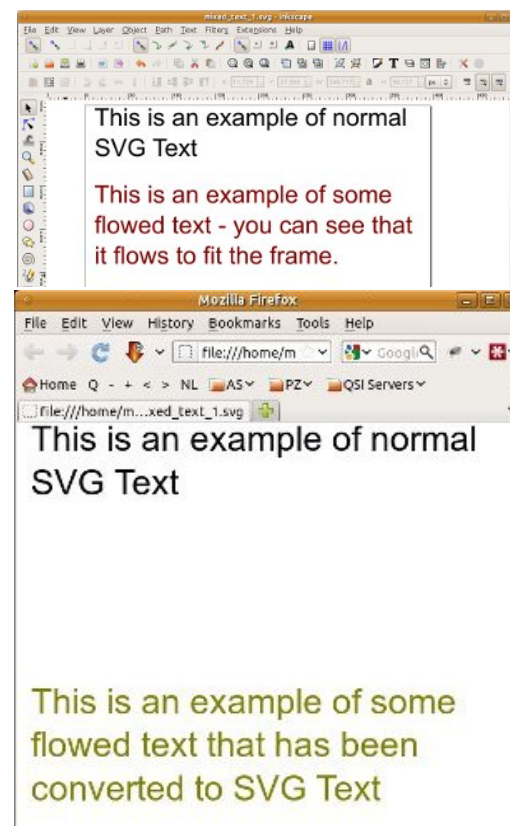 mixed_text_1.svg - Inkscape
File Edit View Layer Object Path Text Filters Extensions Help
This is an example of normal
SVG Text
This is an example of some
flowed text - you can see that
it flows to fit the frame.
Mozilla Firefox
File Edit View History Bookmarks Tools Help
file:///home/m Googl
Home Q - + < > NL AS PZ QSI Servers
file:///home/m...xed_text_1.svg
This is an example of normal
SVG Text
This is an example of some
flowed text that has been
converted to SVG Text